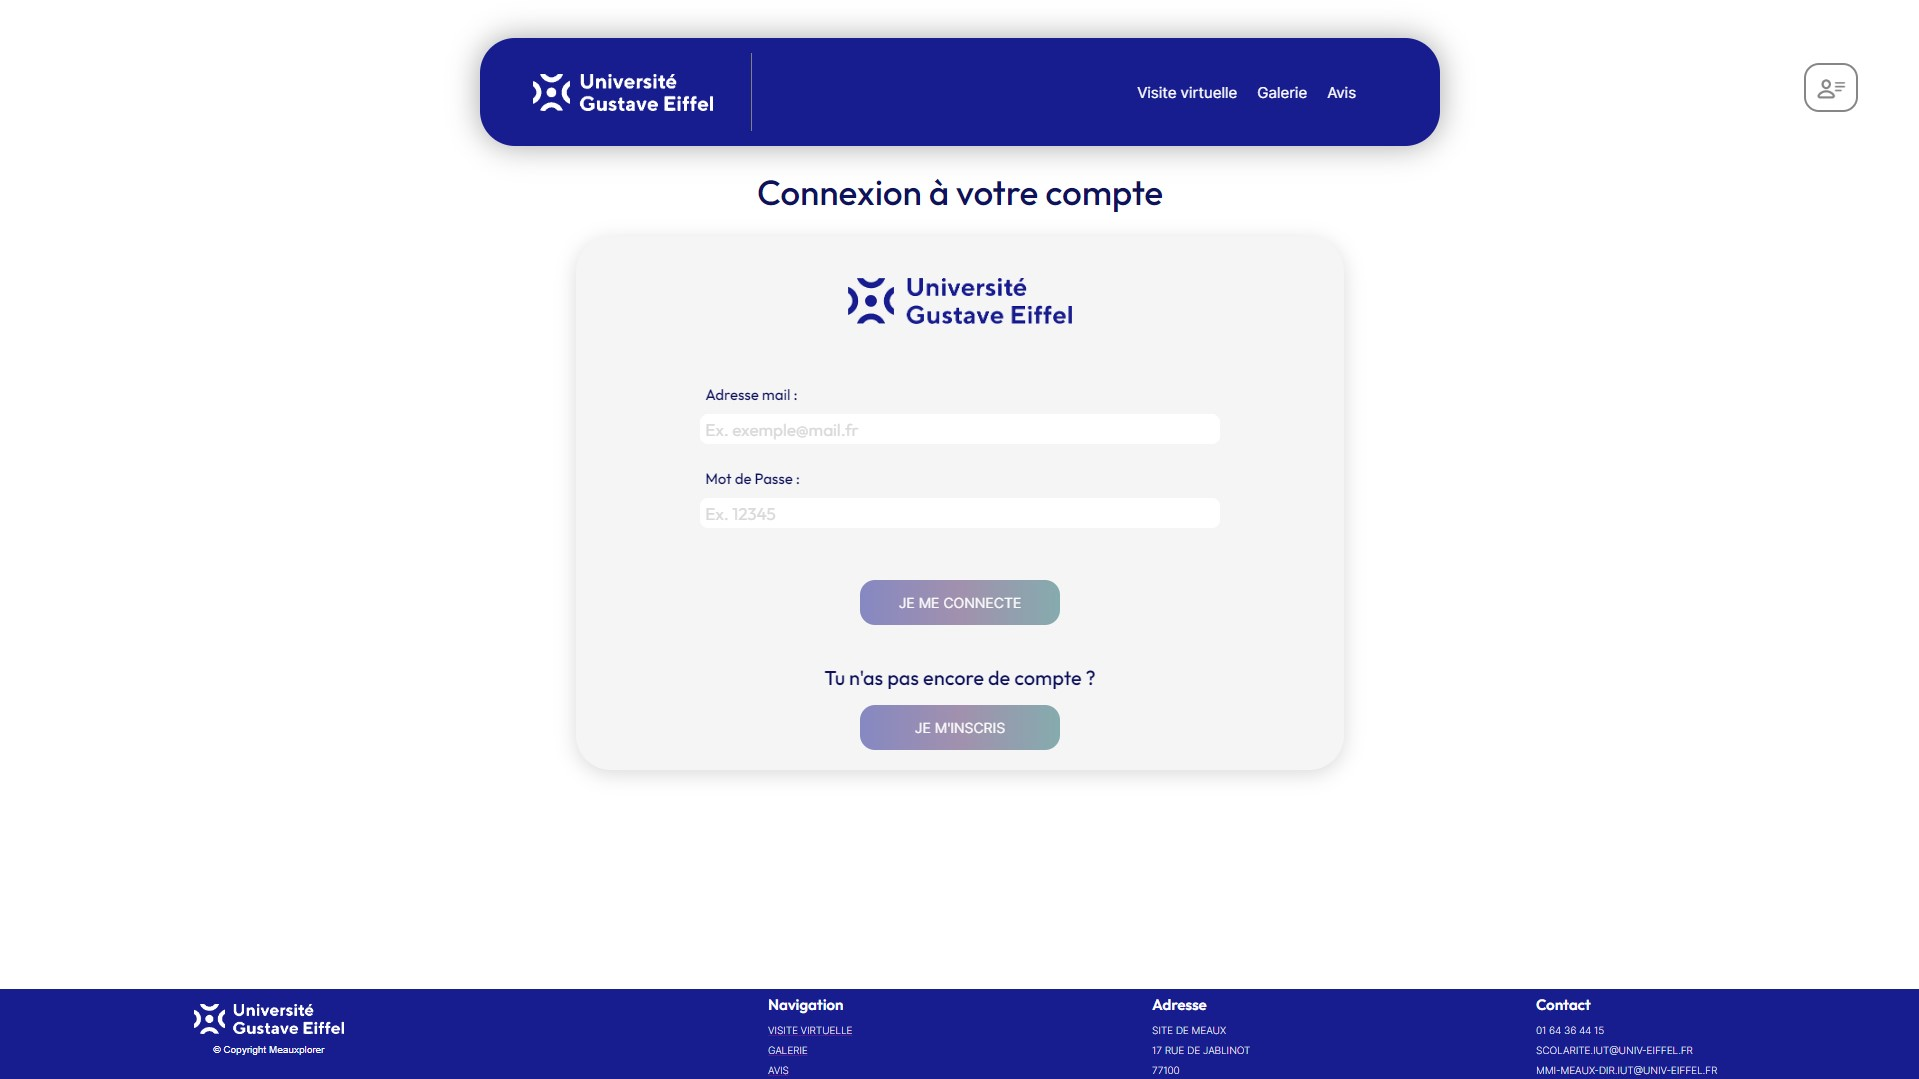 Université
Gustave Eiffel
Visite virtuelle Galerie Avis
Connexion à votre compte
Université
Gustave Eiffel
Adresse mail :
Ex. exemple@mail.fr
Mot de Passe :
Ex. 12345
JE ME CONNECTE
Tu n'as pas encore de compte ?
JE M'INSCRIS
Université
Gustave Eiffel
© Copyright Meauxplorer
Navigation
VISITE VIRTUELLE
GALERIE
AVIS
Adresse
SITE DE MEAUX
17 RUE DE JABLINOT
77100
Contact
01 64 36 44 15
SCOLARITE.IUT@UNIV-EIFFEL.FR
MMI-MEAUX-DIR.IUT@UNIV-EIFFEL.FR